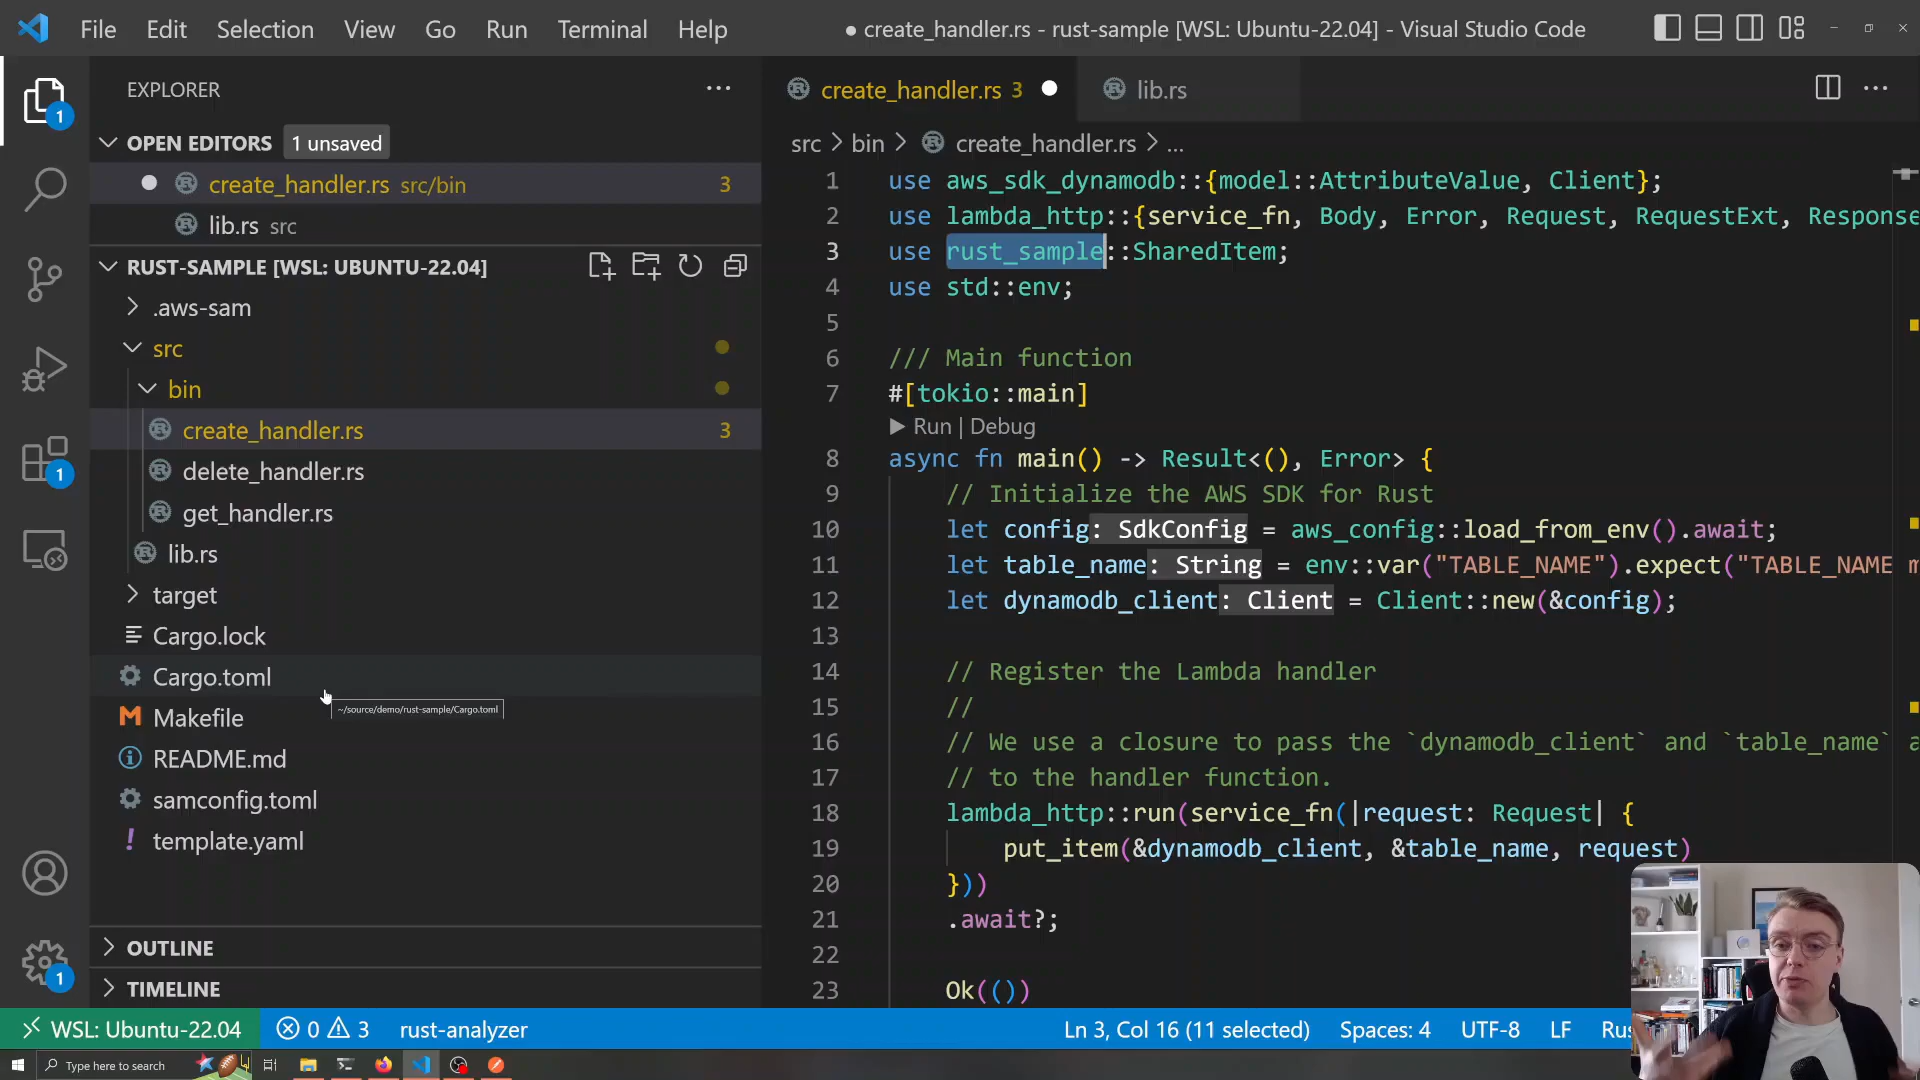 File Edit Selection View Go Run Terminal Help
● create_handler.rs - rust-sample [WSL: Ubuntu-22.04] - Visual Studio Code
EXPLORER
OPEN EDITORS 1 unsaved
create_handler.rs src/bin 3
lib.rs src
RUST-SAMPLE [WSL: UBUNTU-22.04]
.aws-sam
src
bin
create_handler.rs 3
delete_handler.rs
get_handler.rs
lib.rs
target
Cargo.lock
Cargo.toml
~/source/demo/rust-sample/Cargo.toml
Makefile
README.md
samconfig.toml
template.yaml
OUTLINE
TIMELINE
1
1
1
create_handler.rs 3
lib.rs
src > bin > create_handler.rs > ...
1 use aws_sdk_dynamodb::{model::AttributeValue, Client};
2 use lambda_http::{service_fn, Body, Error, Request, RequestExt, Response
3 use rust_sample::SharedItem;
4 use std::env;
5
6 /// Main function
7 #[tokio::main]
Run | Debug
8 async fn main() -> Result<(), Error> {
9 // Initialize the AWS SDK for Rust
10 let config: SdkConfig = aws_config::load_from_env().await;
11 let table_name: String = env::var("TABLE_NAME").expect("TABLE_NAME m
12 let dynamodb_client: Client = Client::new(&config);
13
14 // Register the Lambda handler
15 //
16 // We use a closure to pass the `dynamodb_client` and `table_name` a
17 // to the handler function.
18 lambda_http::run(service_fn(|request: Request| {
19 put_item(&dynamodb_client, &table_name, request)
20 }))
21 .await?;
22
23 Ok(())
WSL: Ubuntu-22.04 0 3 rust-analyzer
Ln 3, Col 16 (11 selected) Spaces: 4 UTF-8 LF Ru
Type here to search